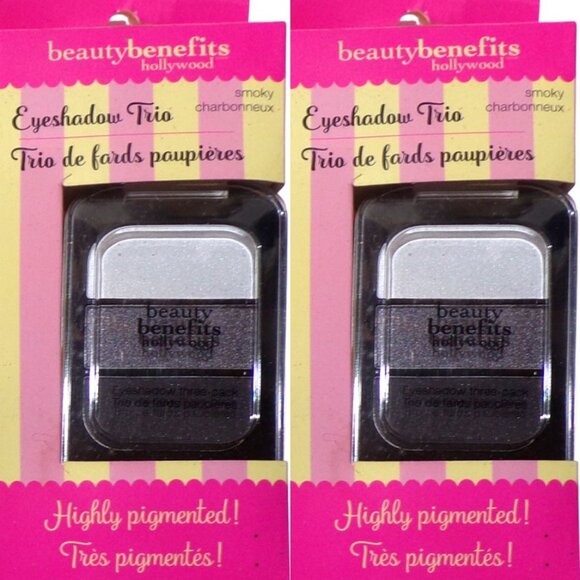 beautybenefits
hollywood
smoky
charbonneux
Eyeshadow Trio
Trio de fards paupières
beauty
benefits
hollywood
Eyeshadow three-pack
Trio de fards paupières
Highly pigmented!
Très pigmentés!
beautybenefits
hollywood
smoky
charbonneux
Eyeshadow Trio
Trio de fards paupières
beauty
benefits
hollywood
Eyeshadow three-pack
Trio de fards paupières
Highly pigmented!
Très pigmentés!